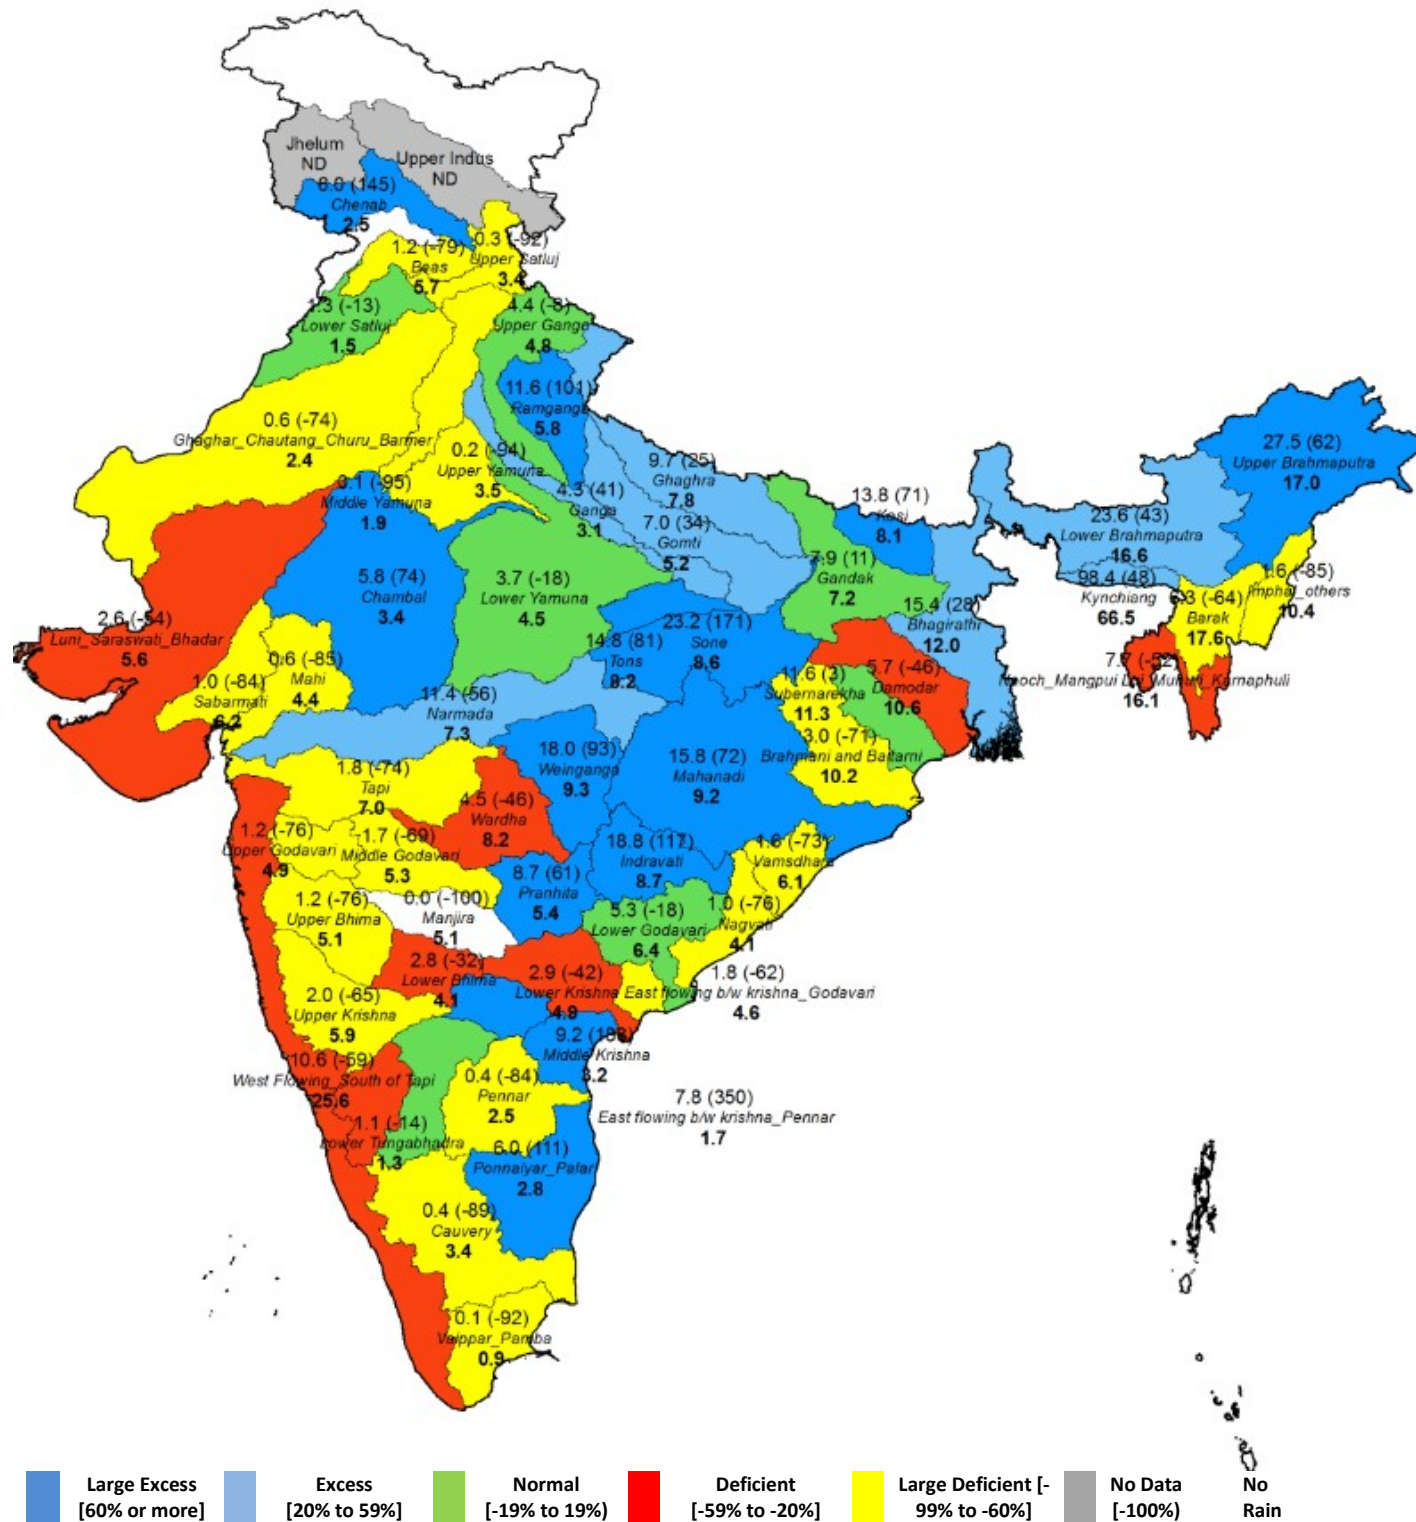 Jhelum
ND
Upper Indus
ND
6.0 (145)
Chenab
2.5
1.2 (-79)
Beas
5.7
0.3 (-92)
Upper Satluj
3.4
1.3 (-13)
Lower Satluj
1.5
4.4 (-8)
Upper Ganga
4.8
11.6 (101)
Ramganga
5.8
0.6 (-74)
Ghaghar_Chautang_Churu_Barmer
2.4
0.2 (-94)
Upper Yamuna
3.5
0.1 (-95)
Middle Yamuna
1.9
4.3 (41)
Ganga
3.1
9.7 (25)
Ghaghra
7.8
7.0 (34)
Gomti
5.2
13.8 (71)
Kosi
8.1
27.5 (62)
Upper Brahmaputra
17.0
23.6 (43)
Lower Brahmaputra
16.6
98.4 (48)
Kynchiang
66.5
1.6 (-85)
Imphal_others
10.4
6.3 (-64)
Barak
17.6
7.9 (11)
Gandak
7.2
15.4 (28)
Bhagirathi
12.0
5.8 (74)
Chambal
3.4
3.7 (-18)
Lower Yamuna
4.5
2.6 (-54)
Luni_Saraswati_Bhadar
5.6
0.6 (-85)
Mahi
4.4
1.0 (-84)
Sabarmati
6.2
14.8 (81)
Tons
8.2
23.2 (171)
Sone
8.6
11.6 (3)
Subernarekha
11.3
5.7 (-46)
Damodar
10.6
7.7 (-52)
16.1
11.4 (56)
Narmada
7.3
3.0 (-71)
Brahmani and Baitarni
10.2
18.0 (93)
Weinganga
9.3
15.8 (72)
Mahanadi
9.2
1.8 (-74)
Tapi
7.0
4.5 (-46)
Wardha
8.2
1.2 (-76)
Upper Godavari
4.9
1.7 (-69)
Middle Godavari
5.3
18.8 (117)
Indravati
8.7
1.6 (-73)
Vamsdhara
6.1
8.7 (61)
Pranhita
5.4
1.2 (-76)
Upper Bhima
5.1
0.0 (-100)
Manjira
5.1
5.3 (-18)
Lower Godavari
6.4
1.0 (-76)
Nagvati
4.1
2.8 (-32)
Lower Bhima
4.1
2.9 (-42)
Lower Krishna
4.9
1.8 (-62)
East flowing b/w krishna_Godavari
4.6
2.0 (-65)
Upper Krishna
5.9
9.2 (188)
Middle Krishna
3.2
10.6 (-59)
West Flowing_South of Tapi
25.6
0.4 (-84)
Pennar
2.5
7.8 (350)
East flowing b/w krishna_Pennar
1.7
1.1 (-14)
Lower Tungabhadra
1.3
6.0 (111)
Ponnaiyar_Palar
2.8
0.4 (-89)
Cauvery
3.4
0.1 (-92)
Vaippar_Pamba
0.9
Large Excess
[60% or more]
Excess
[20% to 59%]
Normal
[-19% to 19%)
Deficient
[-59% to -20%]
Large Deficient [-
99% to -60%]
No Data
[-100%)
No
Rain